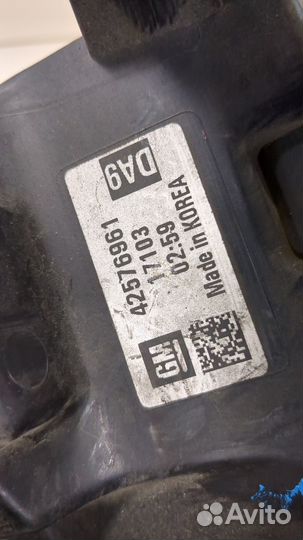 DA9
42576961
17103
02:59
Made in KOREA
GM
Avito